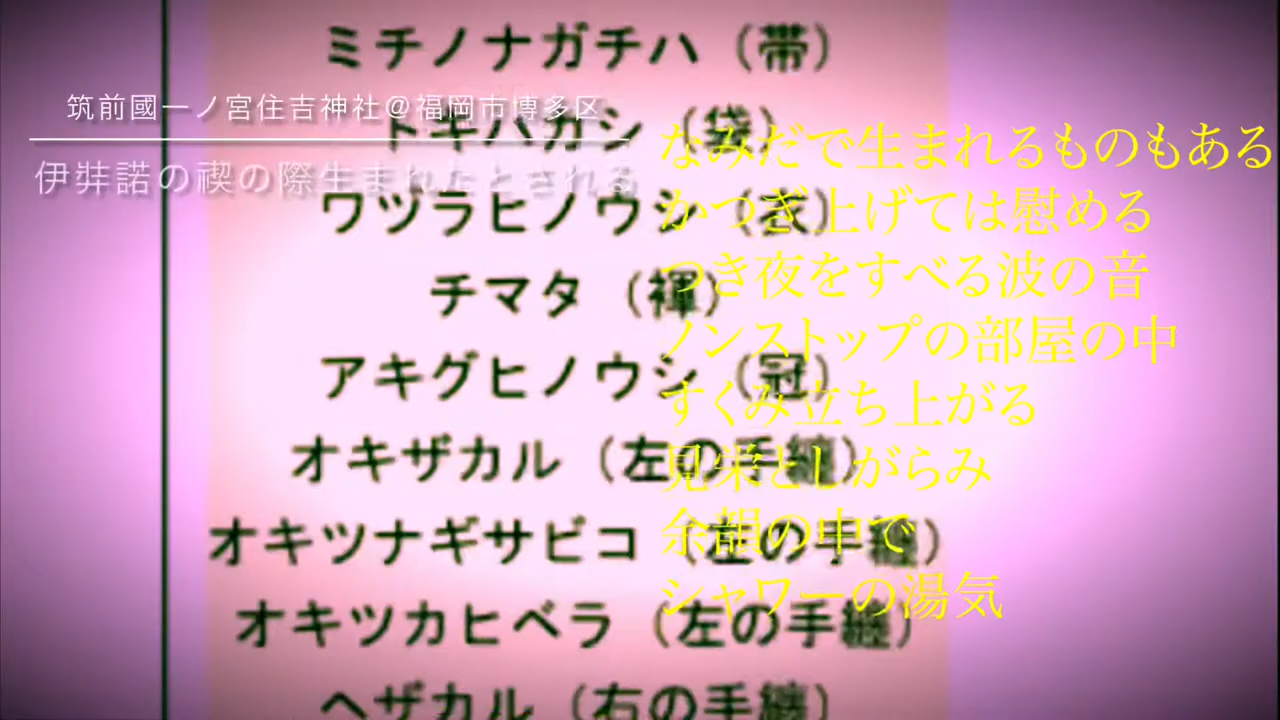 筑前國一ノ宮住吉神社@福岡市博多区
伊弉諾の禊の際生まれたとされる
ミチノナガチハ（帯）
トキハカシ（袋）
ワヅラヒノウシ（衣）
チマタ（褌）
アキグヒノウシ（冠）
オキザカル（左の手纏）
オキツナギサビコ（左の手纏）
オキツカヒベラ（左の手纏）
ヘザカル（右の手纏）
なみだで生まれるものもある
かつぎ上げては慰める
つき夜をすべる波の音
ノンストップの部屋の中
すくみ立ち上がる
見栄としがらみ
余韻の中で
シャワーの湯気